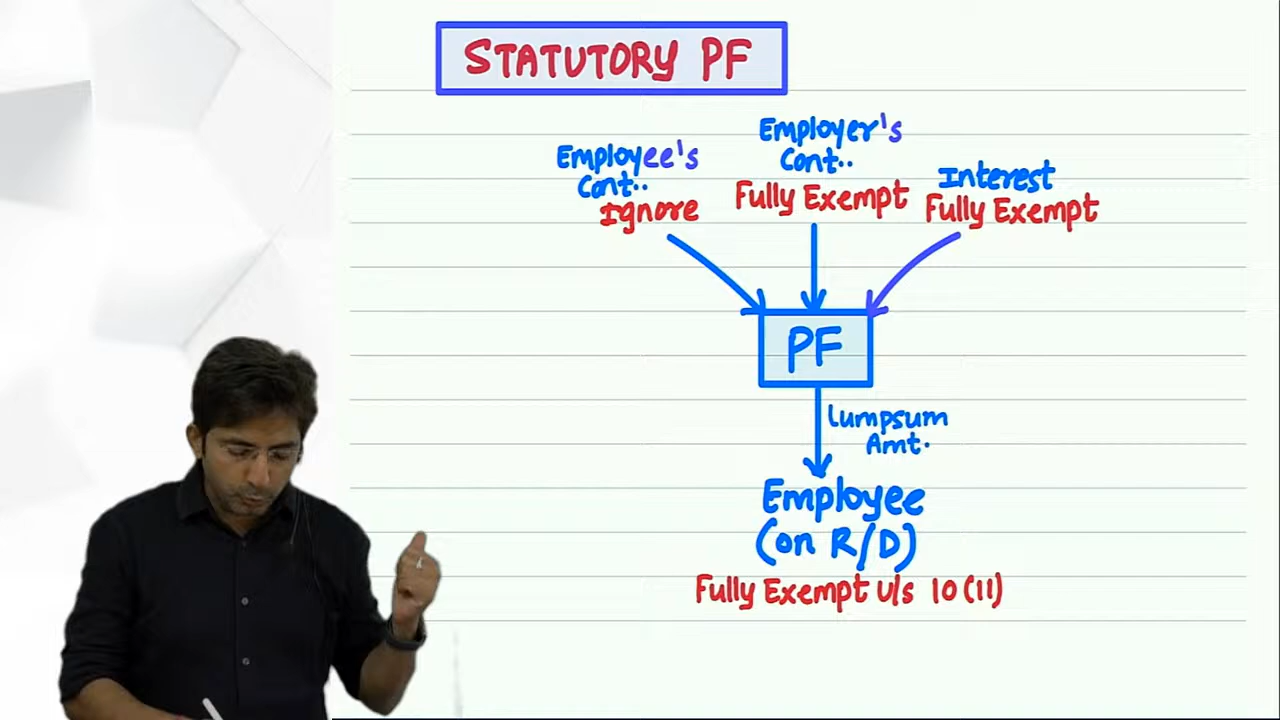 STATUTORY PF
Employee's
Cont..
Ignore
Employer's
Cont..
Fully Exempt
Interest
Fully Exempt
PF
Lumpsum
Amt.
Employee
(on R/D)
Fully Exempt u/s 10(11)